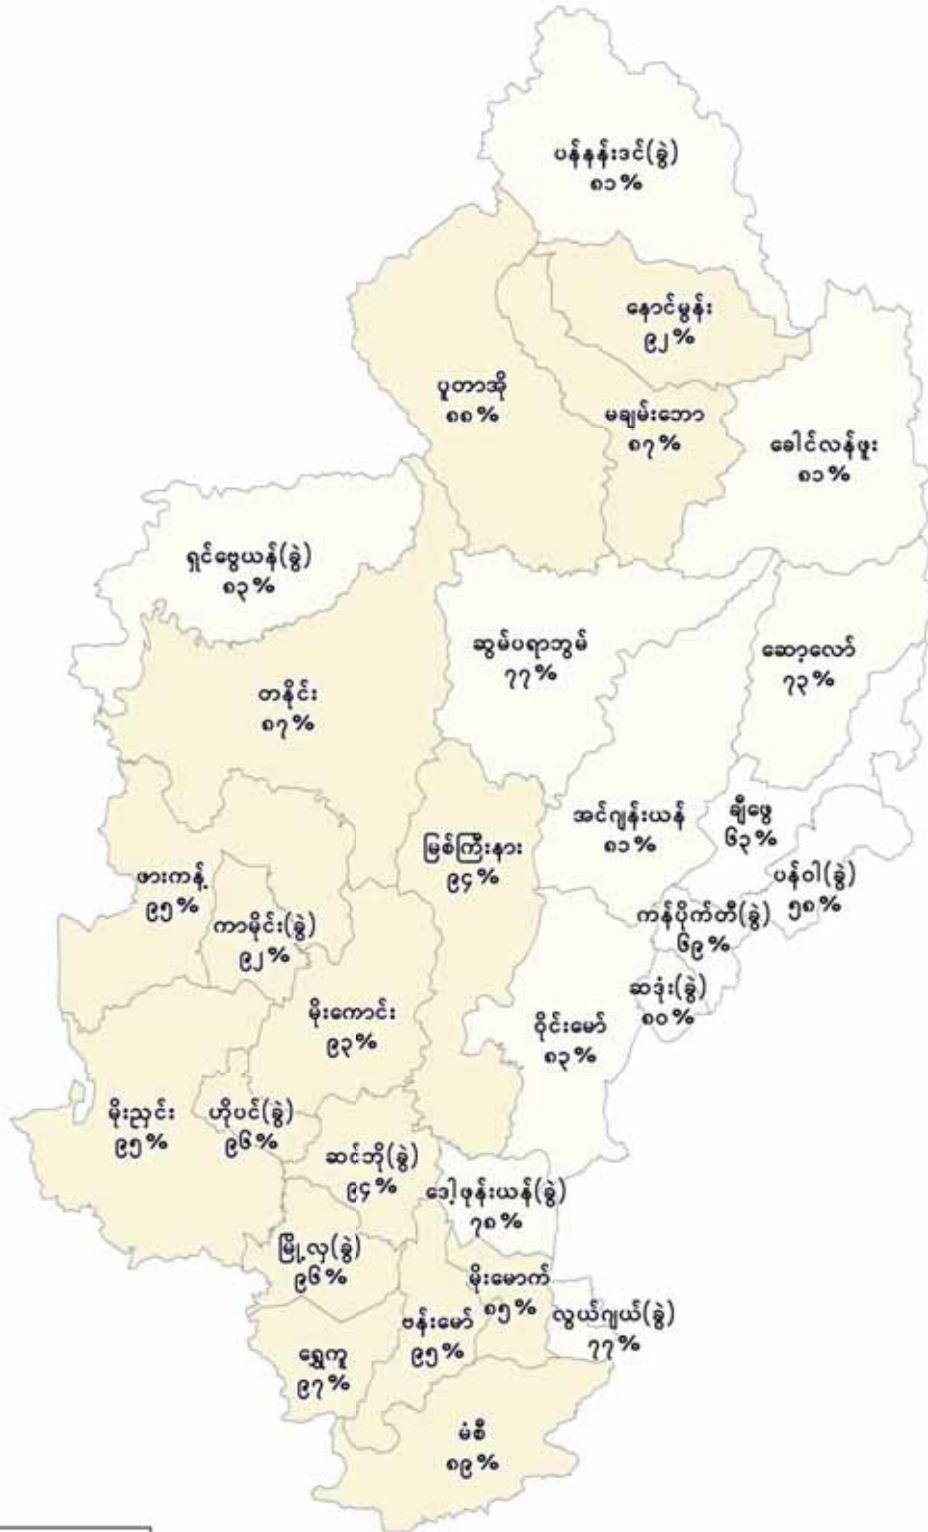 ပန်နန်းဒင်(ခွဲ)
၈၁%
နောင်မွန်း
၉၂%
ပူတာအို
၈၈%
မချမ်းဘော
၈၇%
ခေါင်လန်ဖူး
၈၁%
ရှင်ဗွေယန်(ခွဲ)
၈၃%
ဆွမ်ပရာဘွမ်
၇၇%
ဆော့လော်
၇၃%
တနိုင်း
၈၇%
ချီဖွေ
၆၃%
အင်ဂျန်းယန်
၈၁%
မြစ်ကြီးနား
၉၄%
ဖားကန့်
၉၅%
ပန်ဝါ(ခွဲ)
၅၈%
ကာမိုင်း(ခွဲ)
၉၂%
ကန်ပိုက်တီ(ခွဲ)
၆၉%
ဆဒုံး(ခွဲ)
၈၀%
မိုးကောင်း
၉၃%
ဝိုင်းမော်
၈၃%
မိုးညှင်း
၉၅%
ဟိုပင်(ခွဲ)
၉၆%
ဆင်ဘို(ခွဲ)
၉၄%
ဒေါ့ဖုန်းယန်(ခွဲ)
၇၈%
မြို့လှ(ခွဲ)
၉၆%
မိုးမောက်
၈၅%
လွယ်ဂျယ်(ခွဲ)
၇၇%
ဗန်းမော်
၉၅%
ရွှေကူ
၉၇%
မံစီ
၈၉%